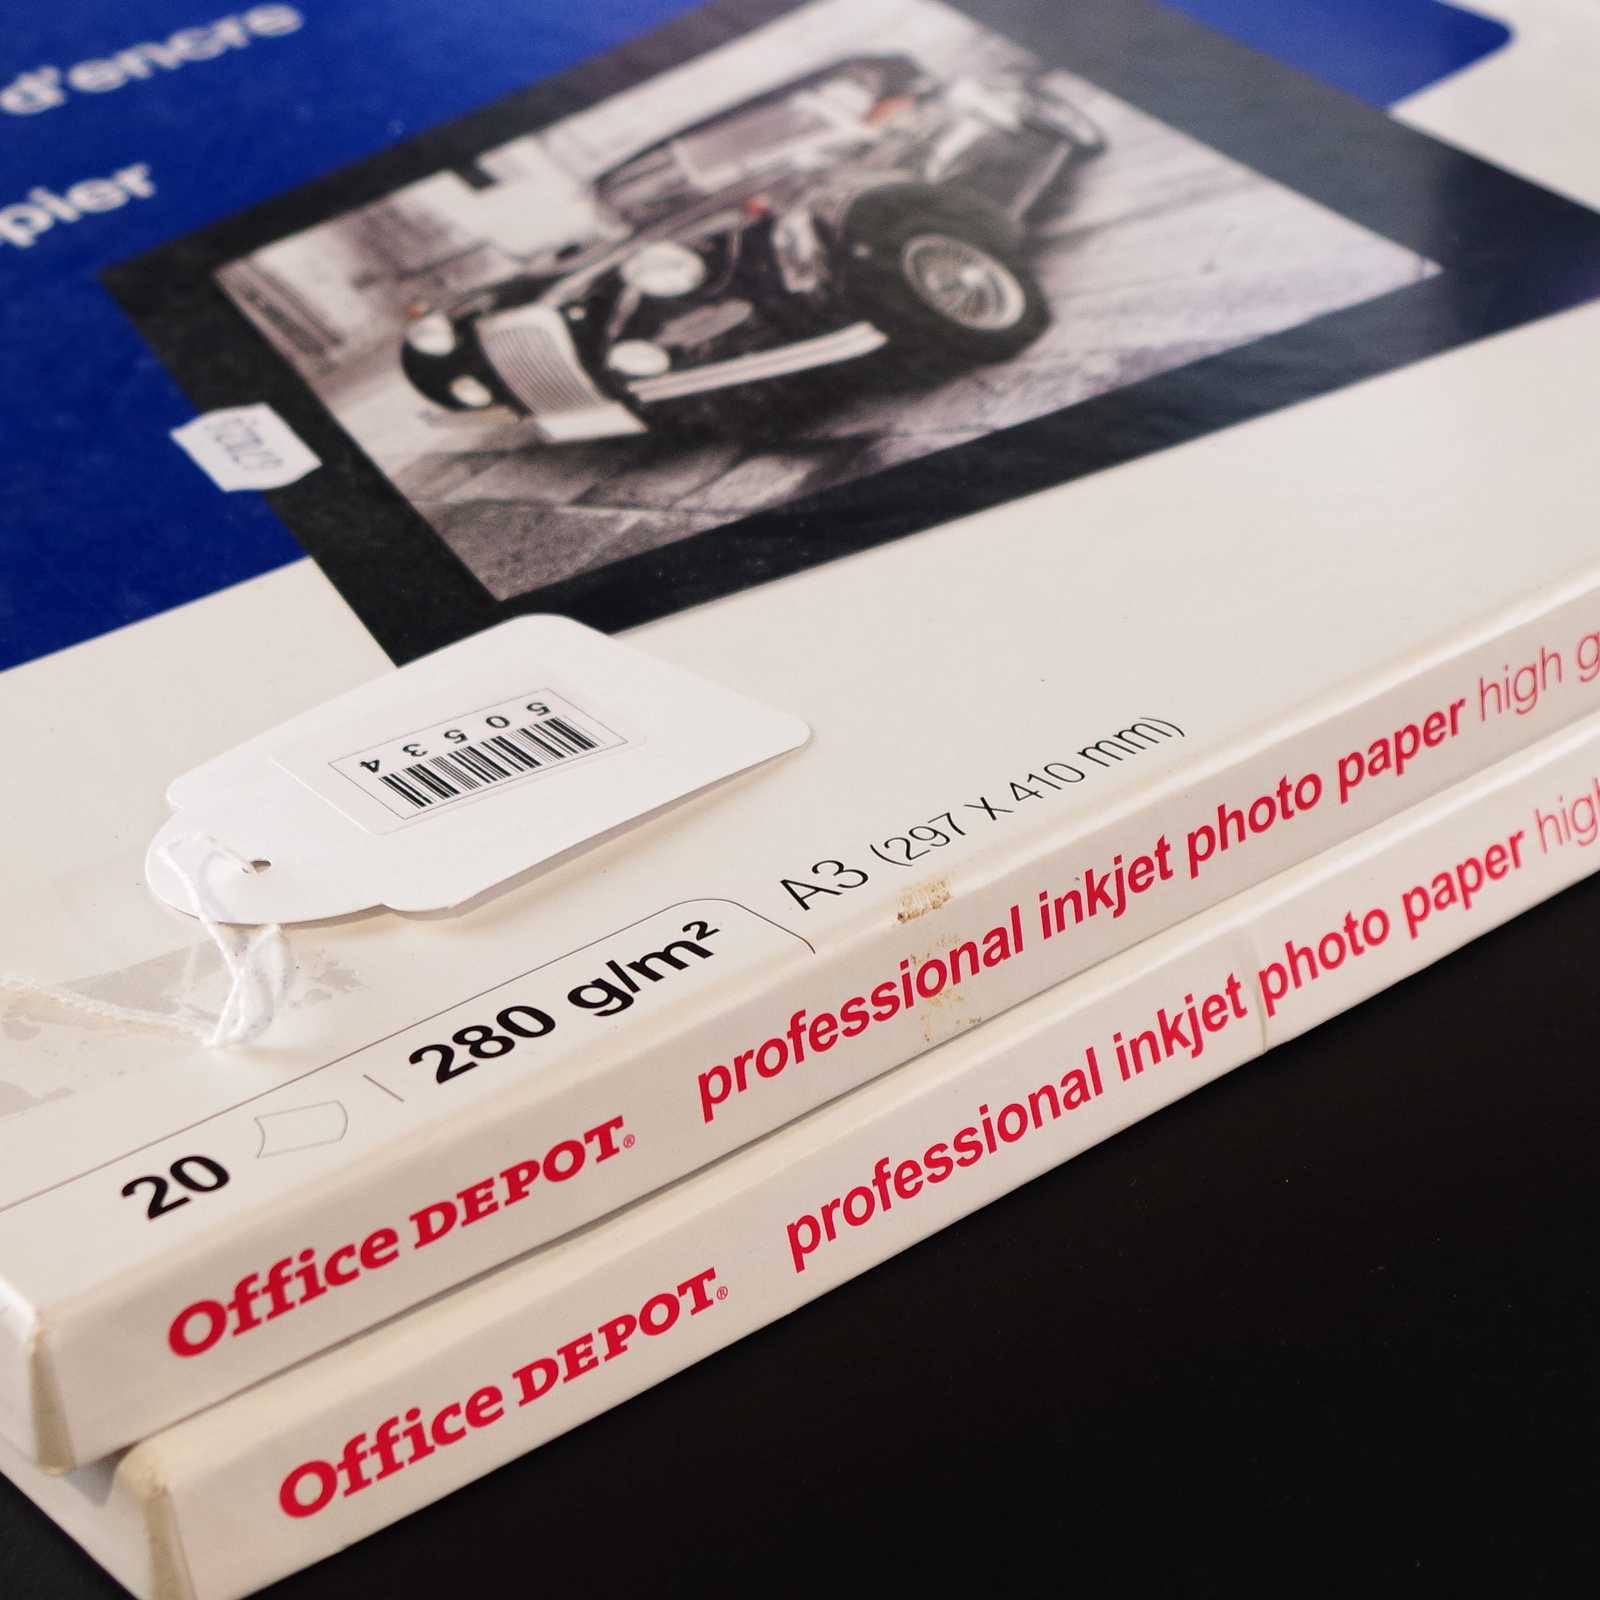 d'encre
pier
50534
A3 (297 X 410 mm)
20 280 g/m²
Office DEPOT® professional inkjet photo paper high g
Office DEPOT® professional inkjet photo paper high